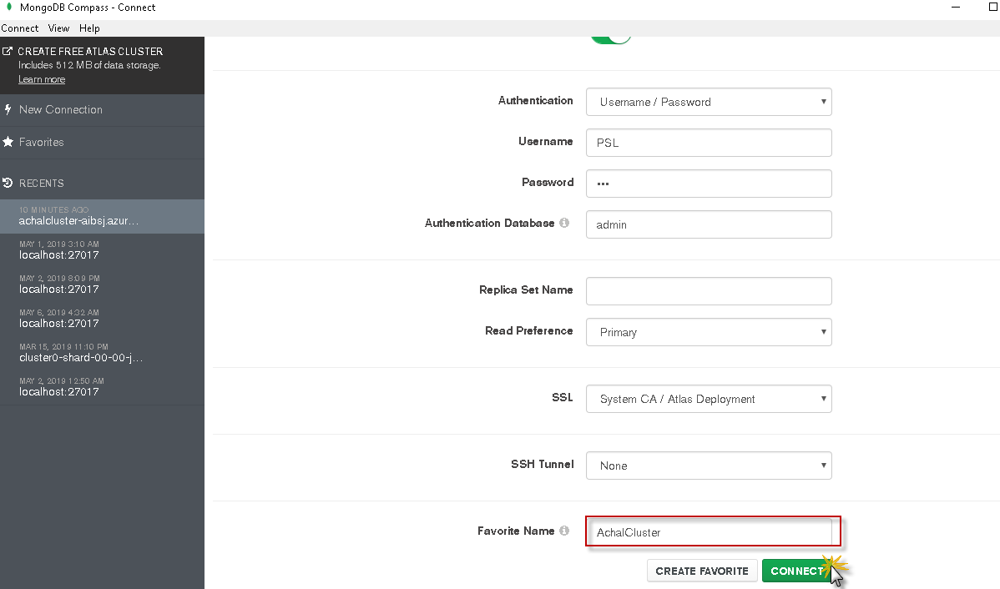 MongoDB Compass - Connect
Connect View Help
CREATE FREE ATLAS CLUSTER
Includes 512 MB of data storage.
Learn more
New Connection
Favorites
RECENTS
10 MINUTES AGO
achalcluster-aibsj.azur...
MAY 1, 2019 3:10 AM
localhost:27017
MAY 2, 2019 8:09 PM
localhost:27017
MAY 6, 2019 4:32 AM
localhost:27017
MAR 15, 2019 11:10 PM
cluster0-shard-00-00-j...
MAY 2, 2019 12:50 AM
localhost:27017
Authentication Username / Password
Username PSL
Password •••
Authentication Database admin
Replica Set Name
Read Preference Primary
SSL System CA / Atlas Deployment
SSH Tunnel None
Favorite Name AchalCluster
CREATE FAVORITE CONNECT